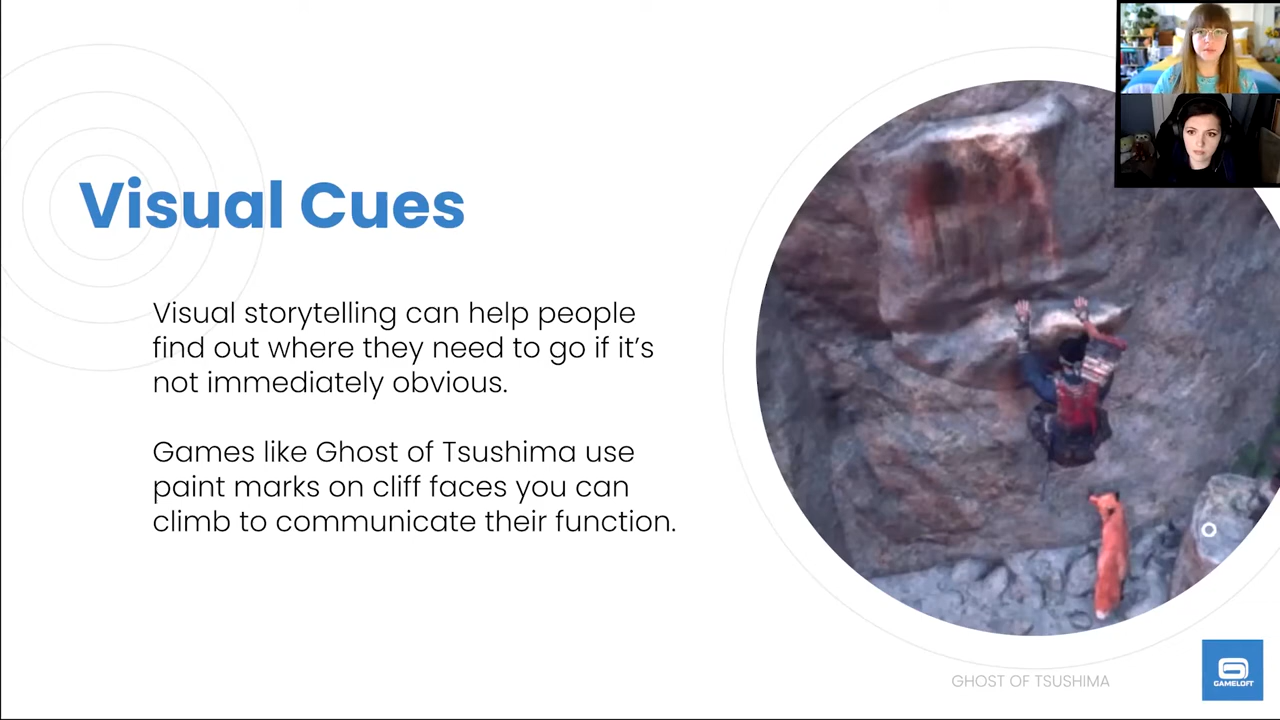 Visual Cues
Visual storytelling can help people
find out where they need to go if it’s
not immediately obvious.
Games like Ghost of Tsushima use
paint marks on cliff faces you can
climb to communicate their function.
GHOST OF TSUSHIMA
GAMELOFT